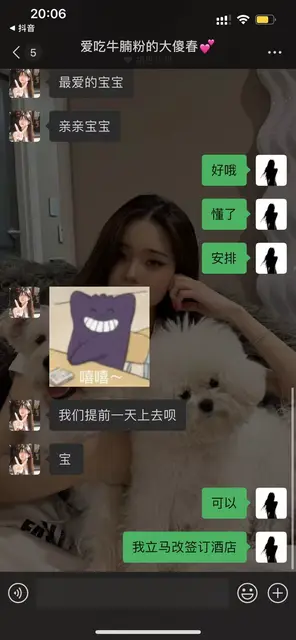 20:06
抖音
5
爱吃牛腩粉的大傻春💕
最爱的宝宝
亲亲宝宝
好哦
懂了
安排
嘻嘻～
我们提前一天上去呗
宝
可以
我立马改签订酒店